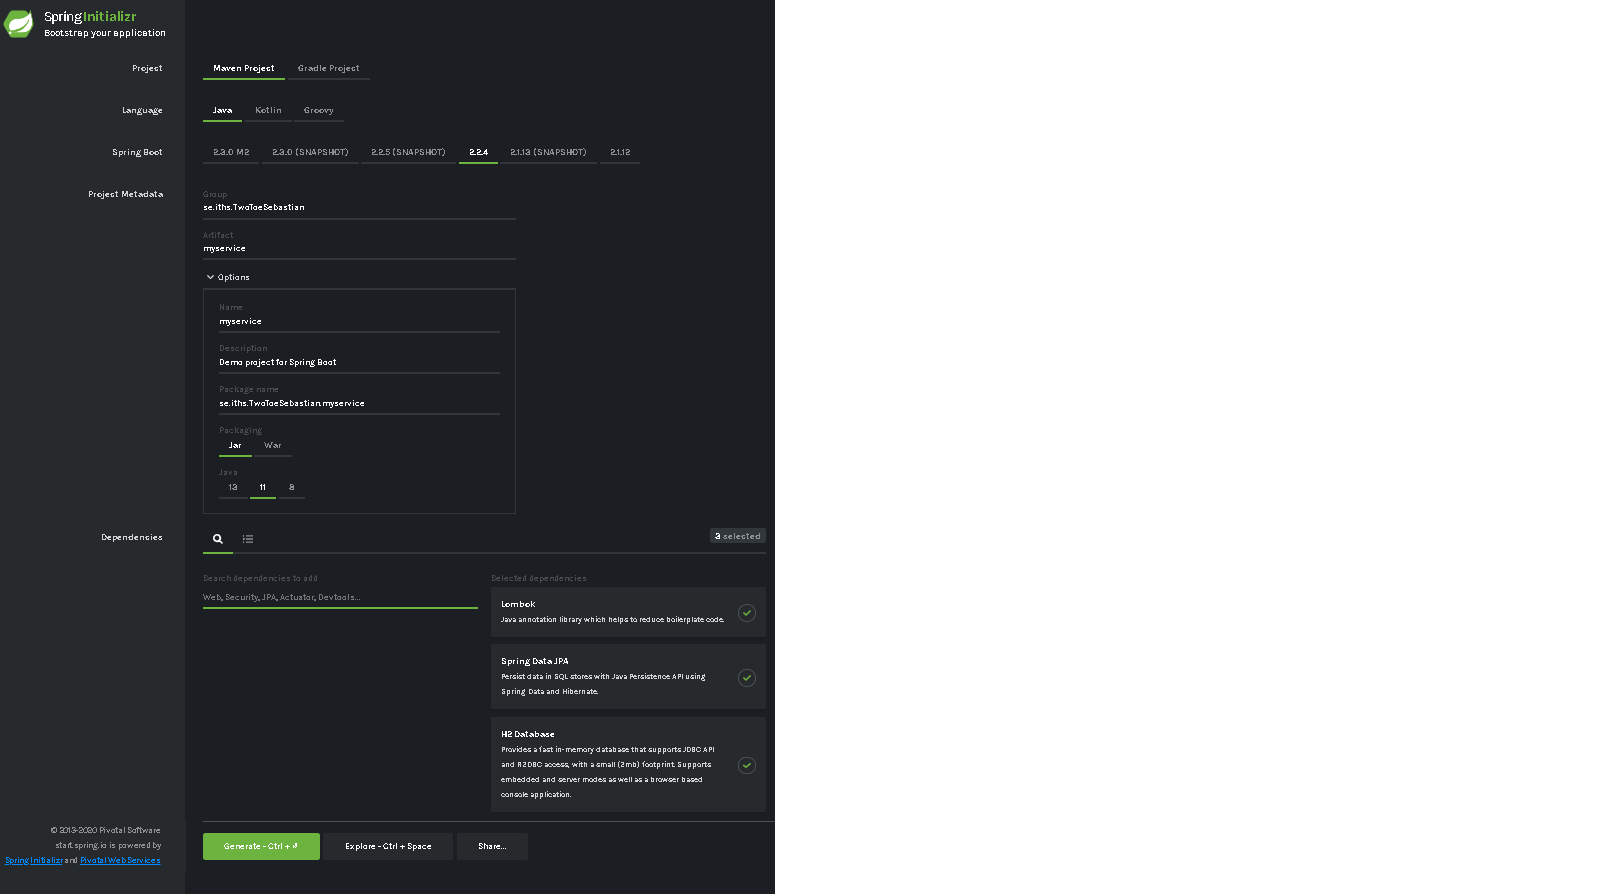 SpringInitializr
Bootstrap your application
Project
Maven Project
Gradle Project
Language
Java
Kotlin
Groovy
Spring Boot
2.3.0 M2
2.3.0 (SNAPSHOT)
2.2.5 (SNAPSHOT)
2.2.4
2.1.13 (SNAPSHOT)
2.1.12
Project Metadata
Group
se.iths.TwoToeSebastian
Artifact
myservice
Options
Name
myservice
Description
Demo project for Spring Boot
Package name
se.iths.TwoToeSebastian.myservice
Packaging
Jar
War
Java
13
11
8
Dependencies
3 selected
Search dependencies to add
Web, Security, JPA, Actuator, Devtools...
Selected dependencies
Lombok
Java annotation library which helps to reduce boilerplate code.
Spring Data JPA
Persist data in SQL stores with Java Persistence API using
Spring Data and Hibernate.
H2 Database
Provides a fast in-memory database that supports JDBC API
and R2DBC access, with a small (2mb) footprint. Supports
embedded and server modes as well as a browser based
console application.
© 2013-2020 Pivotal Software
start.spring.io is powered by
Spring Initializr and Pivotal Web Services
Generate - Ctrl + ⏎
Explore - Ctrl + Space
Share...